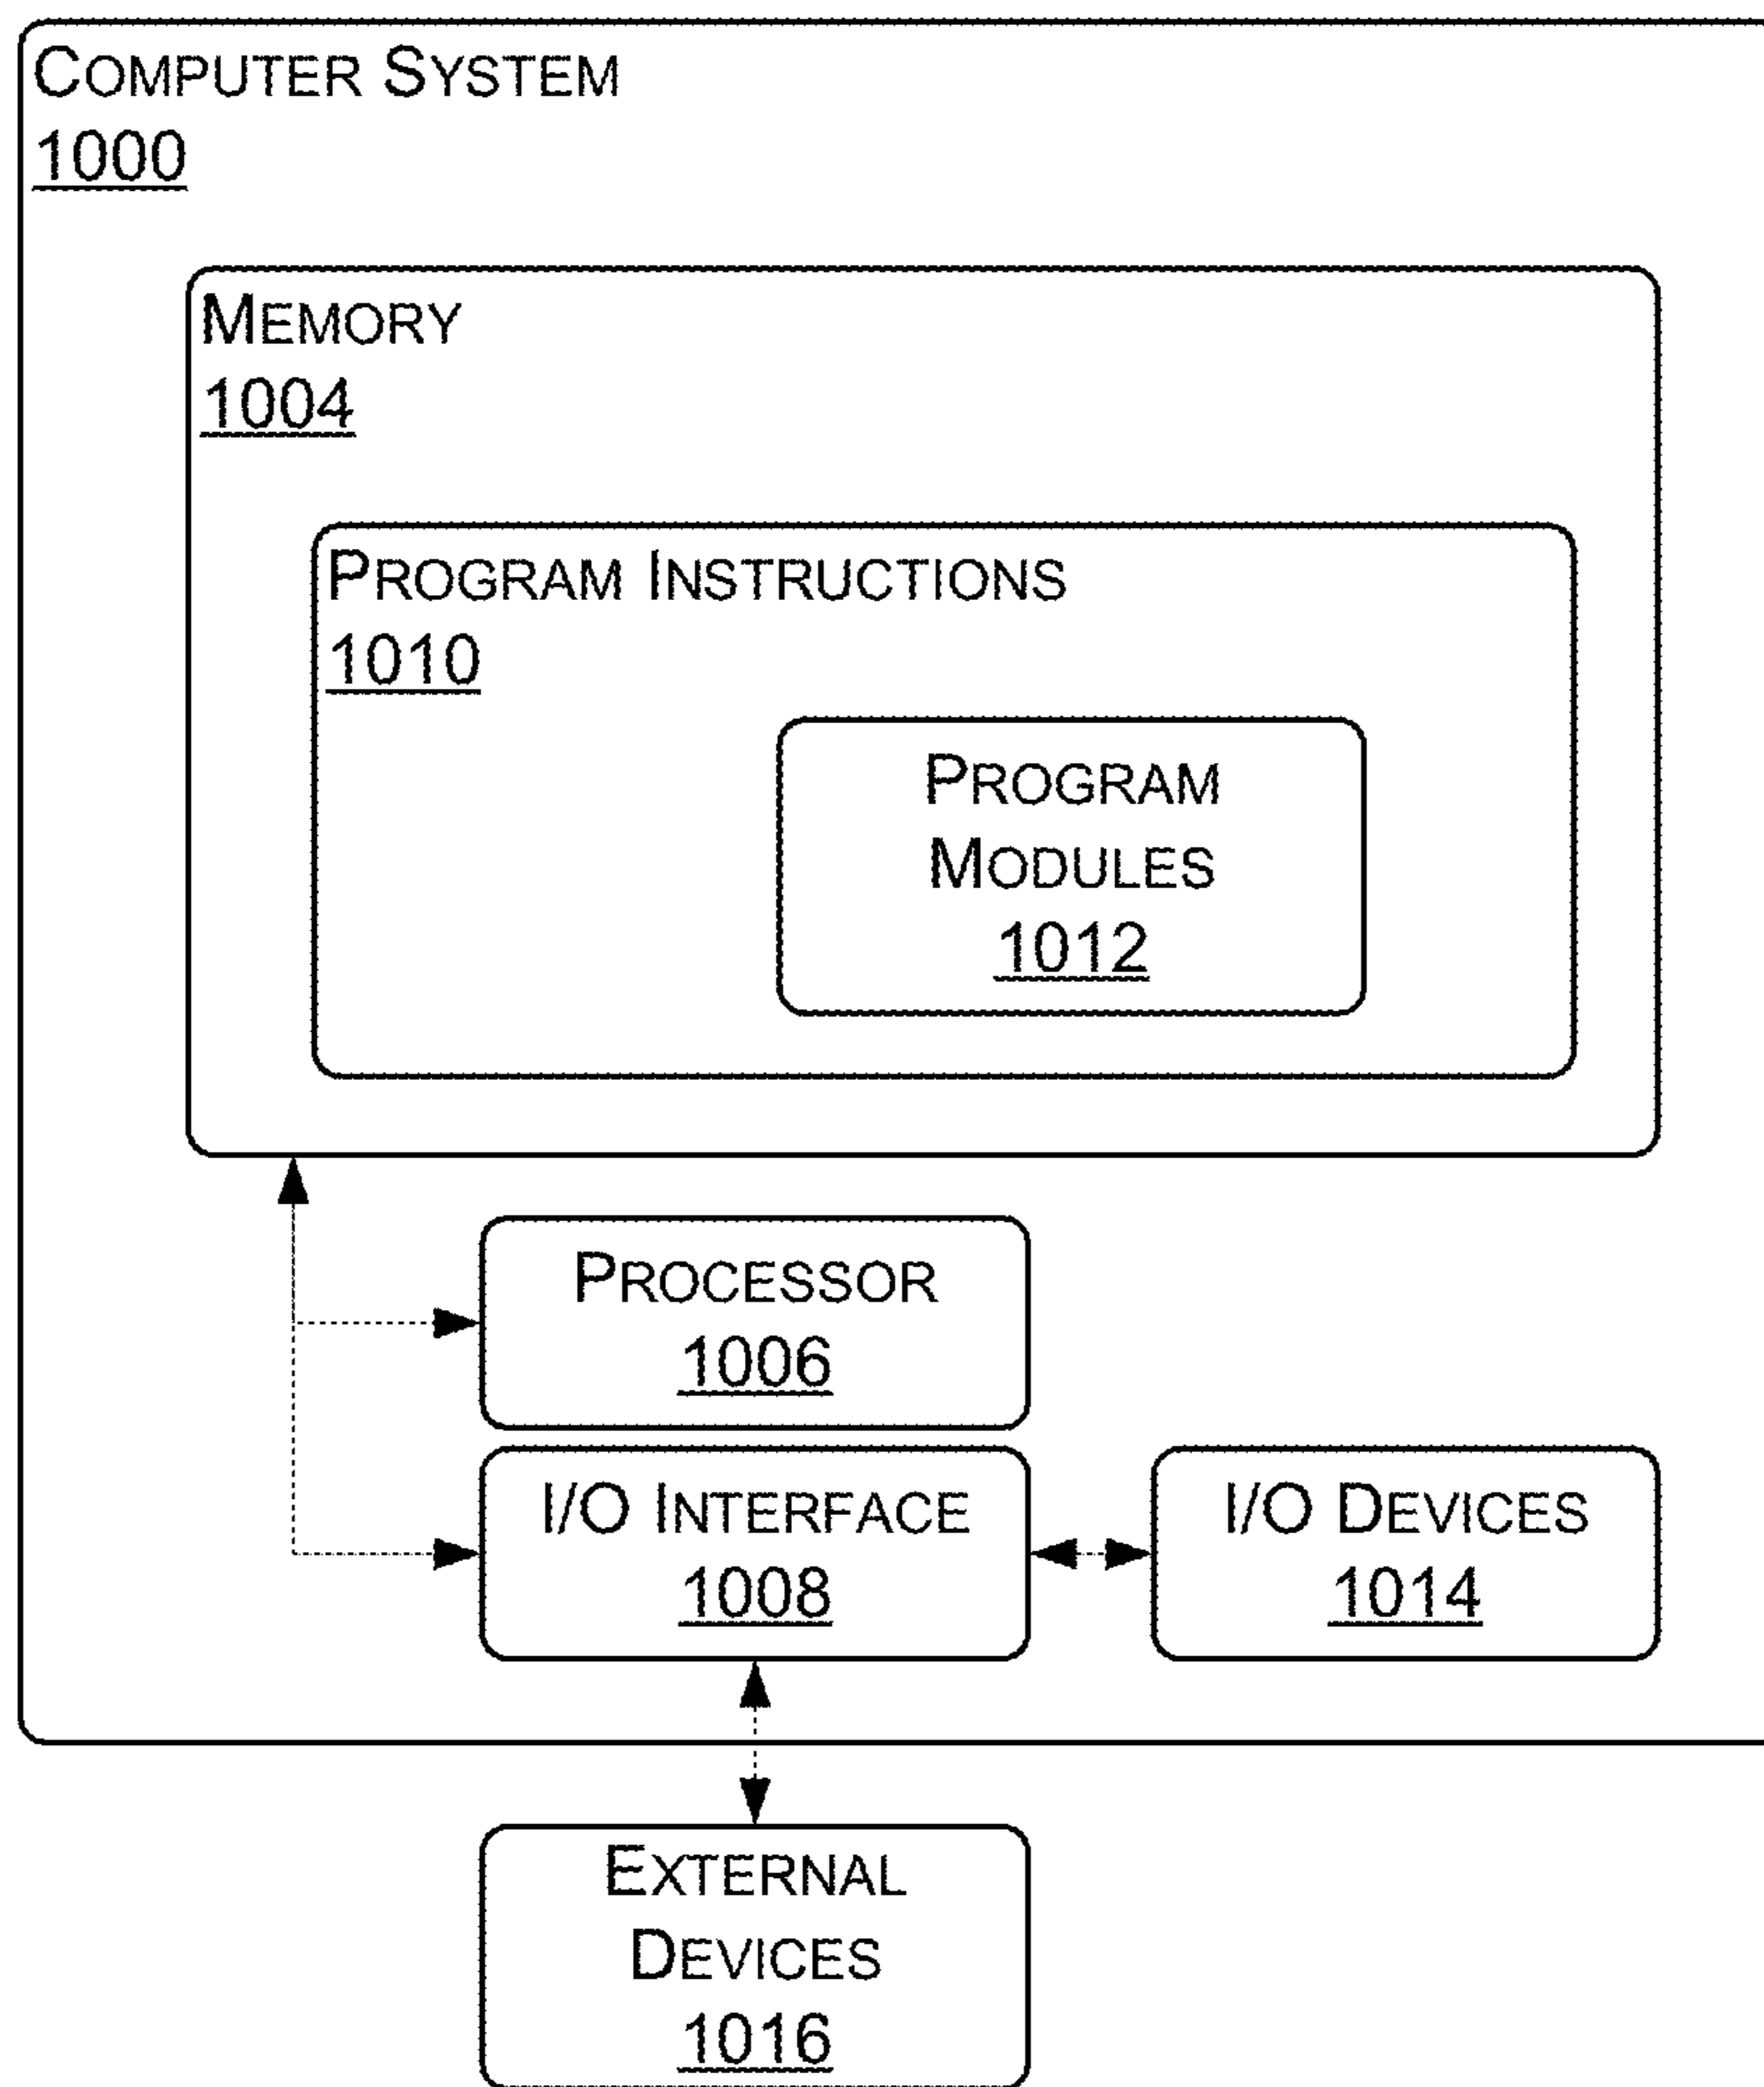 COMPUTER SYSTEM
1000
MEMORY
1004
PROGRAM INSTRUCTIONS
1010
PROGRAM
MODULES
1012
PROCESSOR
1006
I/O INTERFACE
1008
I/O DEVICES
1014
EXTERNAL
DEVICES
1016